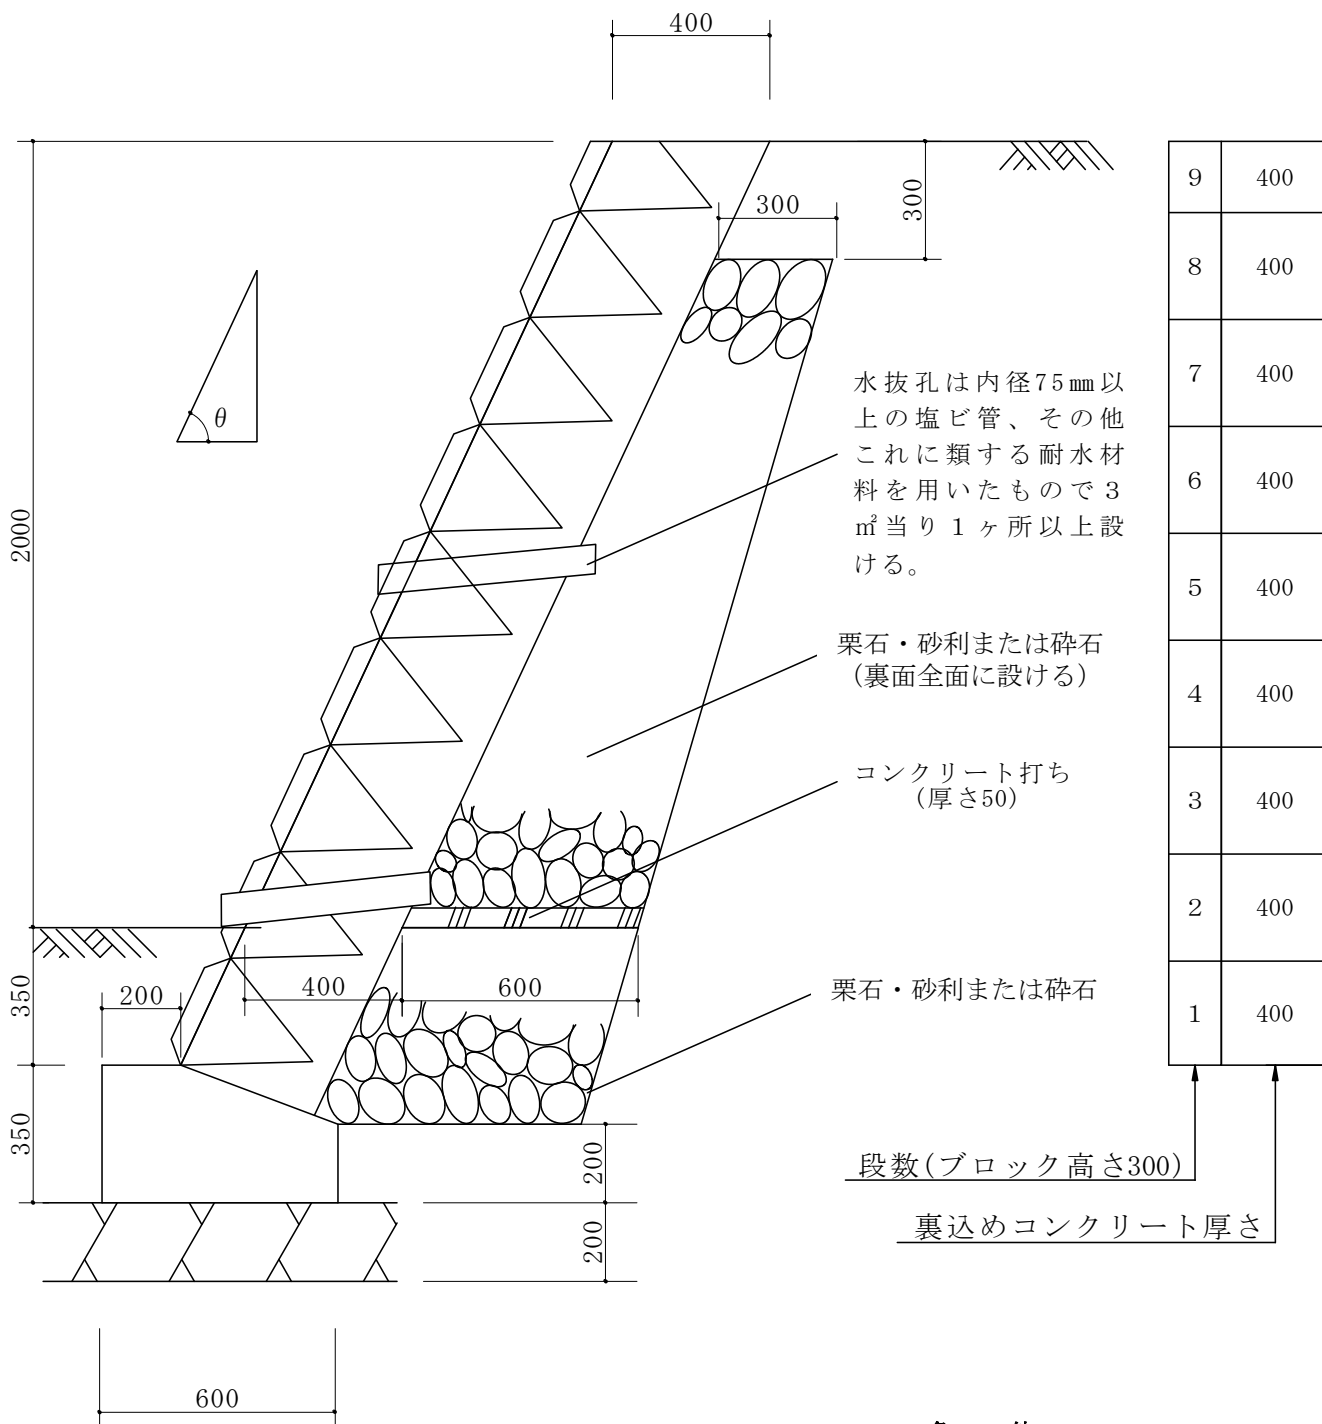 400
2000
300
300
θ
水抜孔は内径75㎜以
上の塩ビ管、その他
これに類する耐水材
料を用いたもので３
㎡当り１ヶ所以上設
ける。
栗石・砂利または砕石
(裏面全面に設ける)
コンクリート打ち
(厚さ50)
栗石・砂利または砕石
350
200
400
600
350
200
200
600
9 400
8 400
7 400
6 400
5 400
4 400
3 400
2 400
1 400
段数(ブロック高さ300)
裏込めコンクリート厚さ